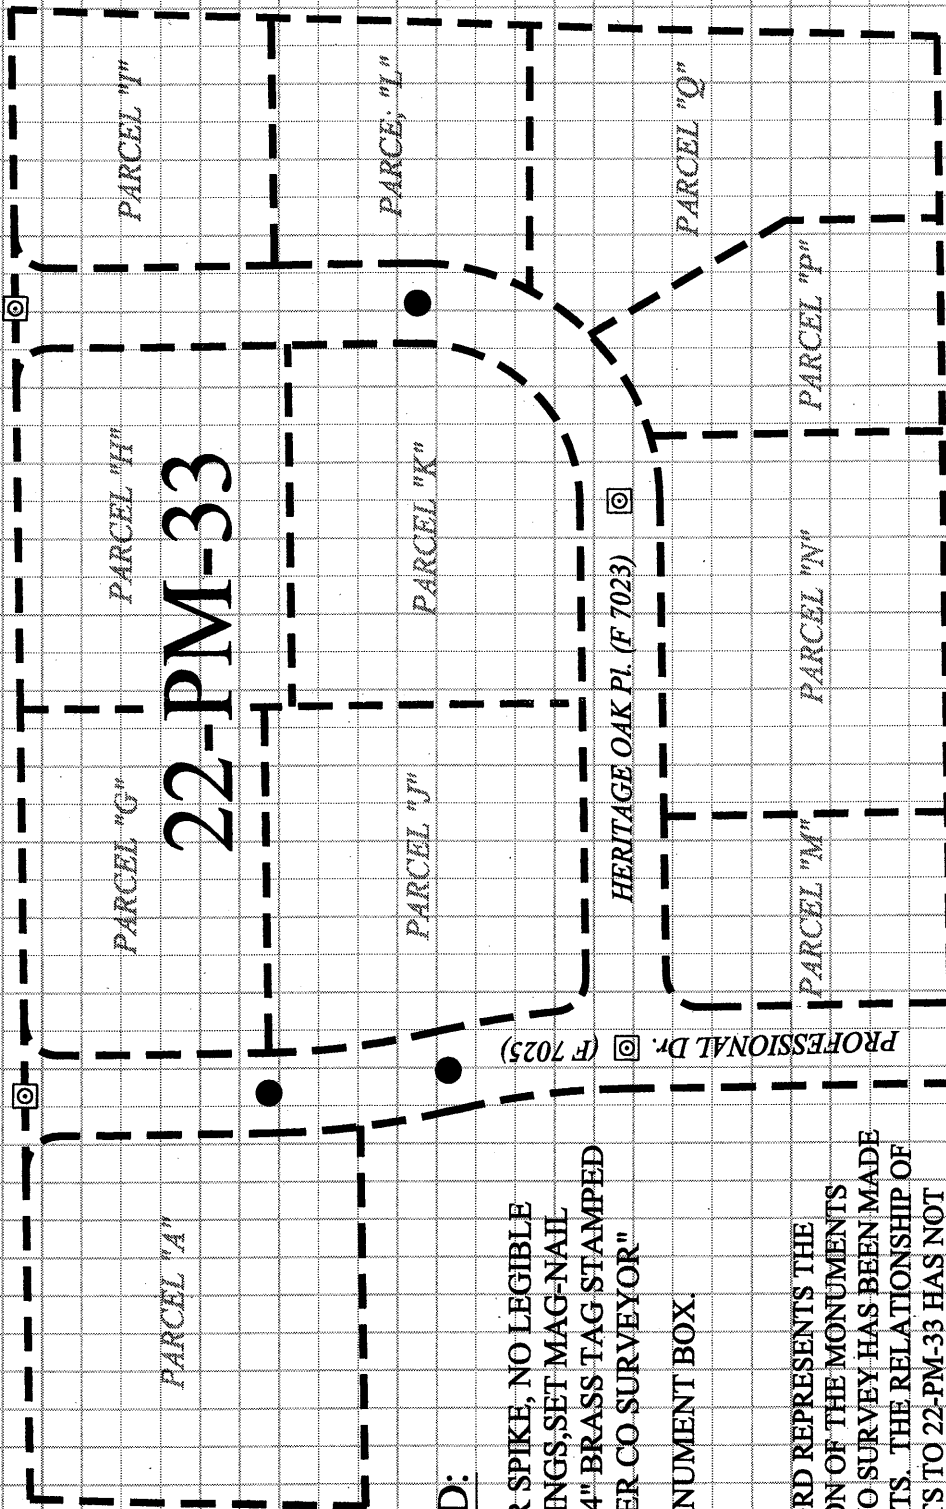 PARCEL "I"
PARCE; "L"
PARCEL "Q"
PARCEL "H"
22-PM-33
PARCEL "K"
PARCEL "P"
PARCEL "N"
HERITAGE OAK Pl. (F 7023)
PARCEL "G"
PARCEL "J"
PARCEL "M"
PROFESSIONAL Dr. (F 7025)
PARCEL "A"
D:
SPIKE, NO LEGIBLE
NGS,SET MAG-NAIL
4" BRASS TAG STAMPED
ER CO SURVEYOR"
NUMENT BOX.
RD REPRESENTS THE
ON OF THE MONUMENTS
O SURVEY HAS BEEN MADE
TS. THE RELATIONSHIP OF
S TO 22-PM-33 HAS NOT